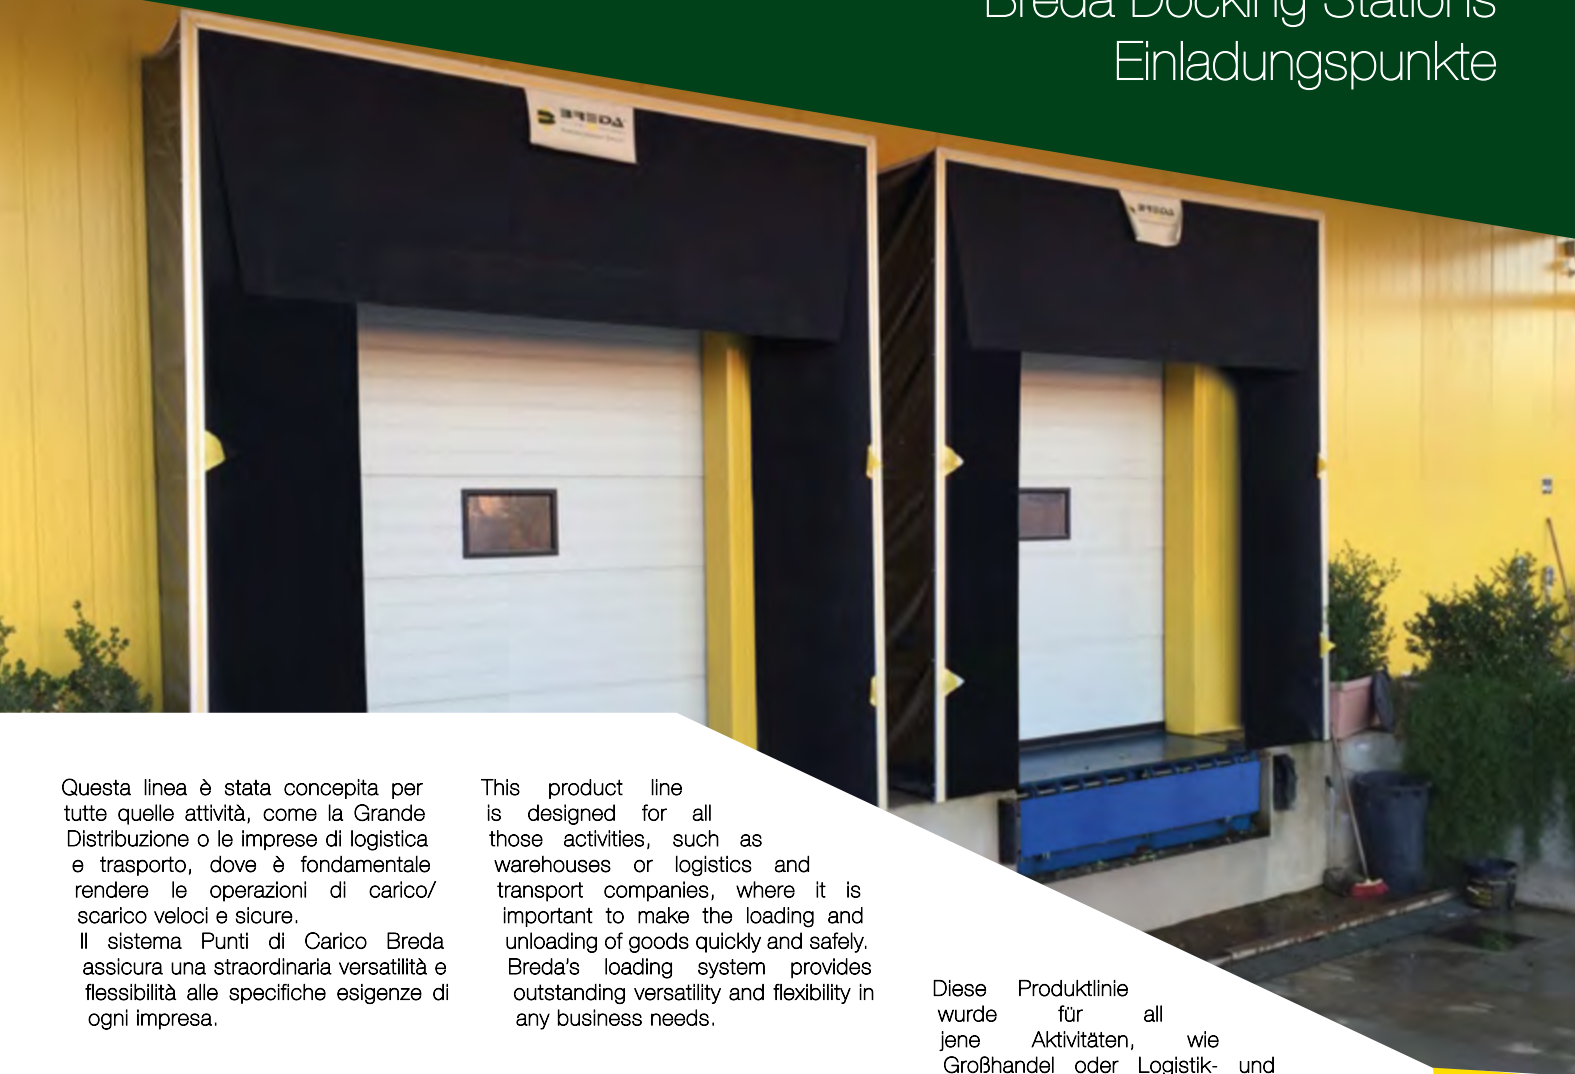 Breda Docking Stations
Einladungspunkte
BREDA
BREDA
Questa linea è stata concepita per
tutte quelle attività, come la Grande
Distribuzione o le imprese di logistica
e trasporto, dove è fondamentale
rendere le operazioni di carico/
scarico veloci e sicure.
Il sistema Punti di Carico Breda
assicura una straordinaria versatilità e
flessibilità alle specifiche esigenze di
ogni impresa.
This product line
is designed for all
those activities, such as
warehouses or logistics and
transport companies, where it is
important to make the loading and
unloading of goods quickly and safely.
Breda's loading system provides
outstanding versatility and flexibility in
any business needs.
Diese Produktlinie
wurde für all
jene Aktivitäten, wie
Großhandel oder Logistik- und